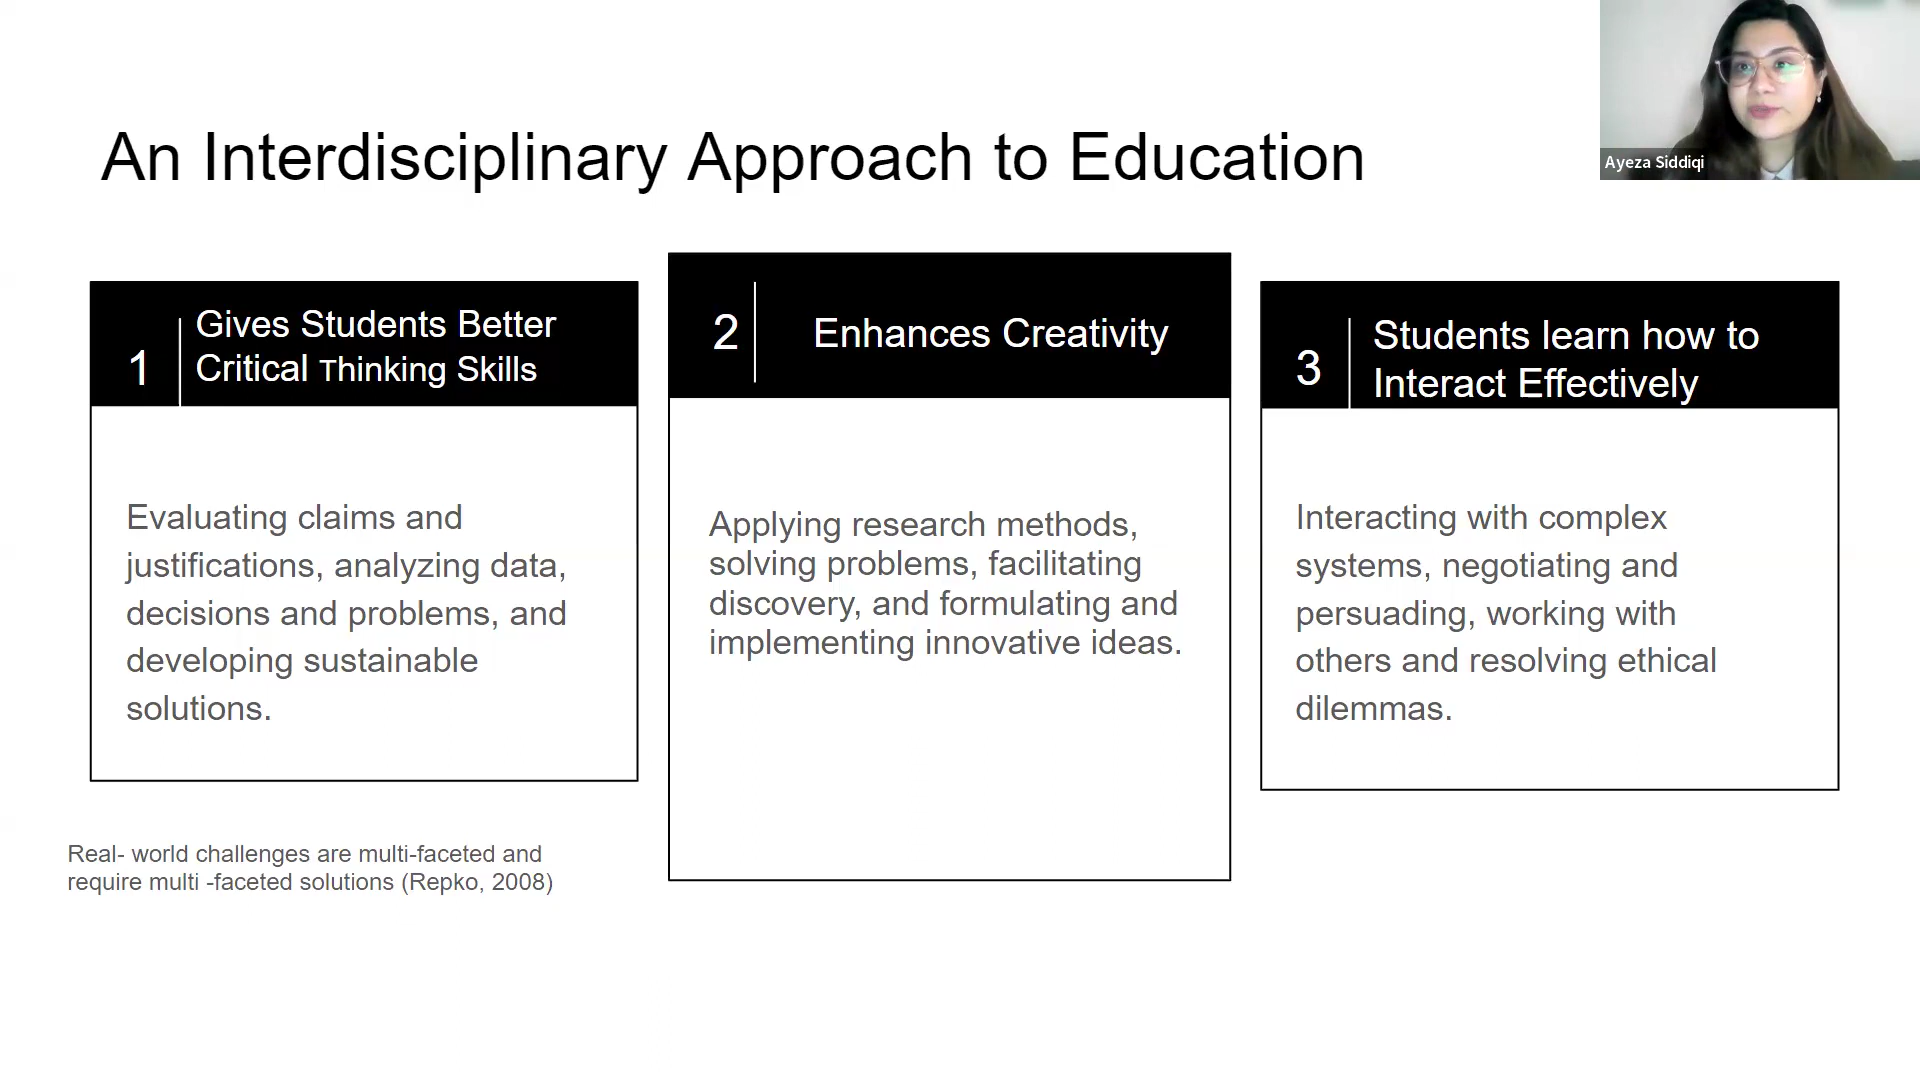 An Interdisciplinary Approach to Education
Ayeza Siddiqi
1
Gives Students Better
Critical Thinking Skills
Evaluating claims and
justifications, analyzing data,
decisions and problems, and
developing sustainable
solutions.
2
Enhances Creativity
Applying research methods,
solving problems, facilitating
discovery, and formulating and
implementing innovative ideas.
3
Students learn how to
Interact Effectively
Interacting with complex
systems, negotiating and
persuading, working with
others and resolving ethical
dilemmas.
Real- world challenges are multi-faceted and
require multi -faceted solutions (Repko, 2008)